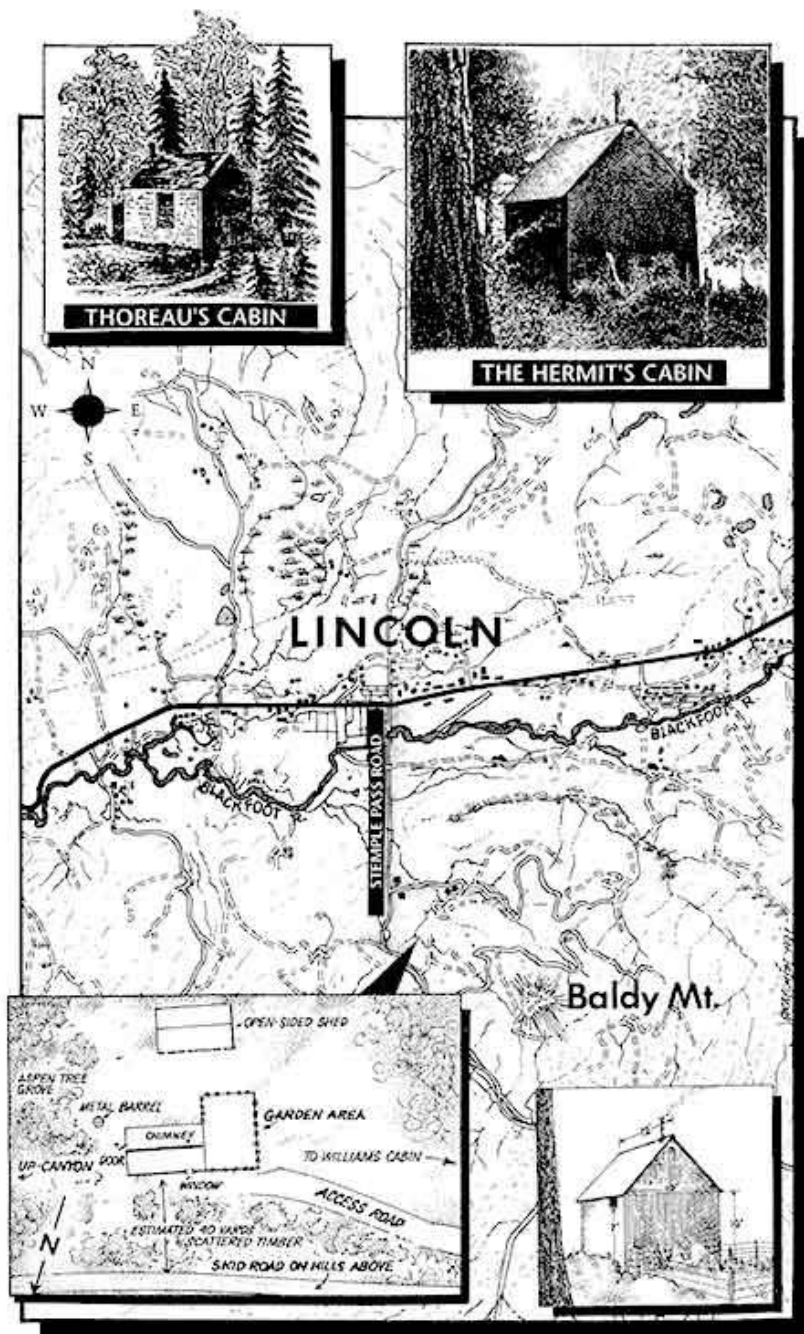 THOREAU'S CABIN
THE HERMIT'S CABIN
N
W
E
S
LINCOLN
BLACKFOOT R.
BLACKFOOT R.
STEMPLE PASS ROAD
Baldy Mt.
OPEN-SIDED SHED
ASPEN TREE
GROVE
METAL BARREL
GARDEN AREA
CHIMNEY
DOOR
UP-CANYON
TO WILLIAMS CABIN
WINDOW
ACCESS ROAD
ESTIMATED 40 YARDS
SCATTERED TIMBER
N
SKID ROAD ON HILLS ABOVE
12'